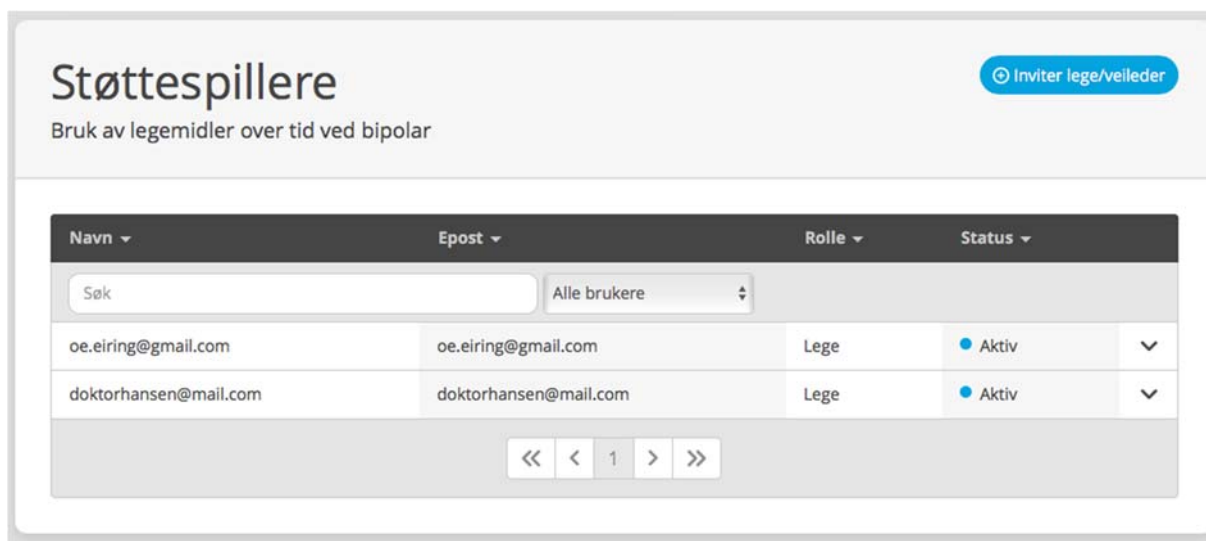 Støttespillere
Inviter lege/veileder
Bruk av legemidler over tid ved bipolar
Navn Epost Rolle Status
Søk Alle brukere
oe.eiring@gmail.com oe.eiring@gmail.com Lege Aktiv
doktorhansen@mail.com doktorhansen@mail.com Lege Aktiv
1